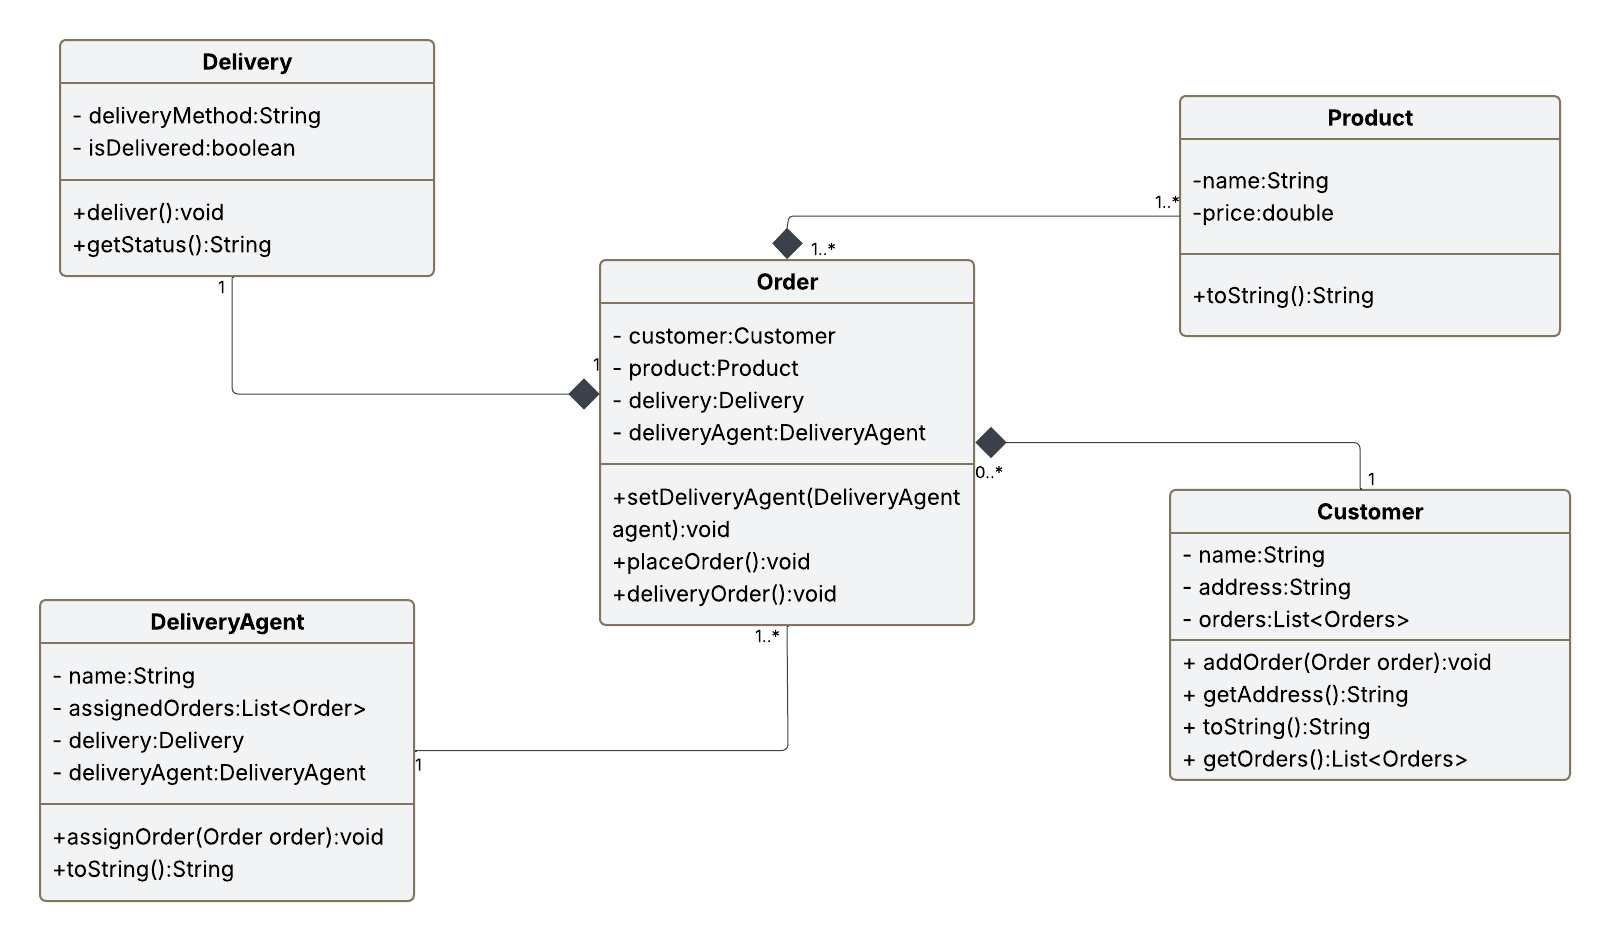 Delivery
- deliveryMethod:String
- isDelivered:boolean
+deliver():void
+getStatus():String
1
Product
-name:String
-price:double
+toString():String
1..*
1..*
Order
- customer:Customer
- product:Product
- delivery:Delivery
- deliveryAgent:DeliveryAgent
+setDeliveryAgent(DeliveryAgent
agent):void
+placeOrder():void
+deliveryOrder():void
1
0..*
1..*
1
Customer
- name:String
- address:String
- orders:List<Orders>
+ addOrder(Order order):void
+ getAddress():String
+ toString():String
+ getOrders():List<Orders>
DeliveryAgent
- name:String
- assignedOrders:List<Order>
- delivery:Delivery
- deliveryAgent:DeliveryAgent
+assignOrder(Order order):void
+toString():String
1